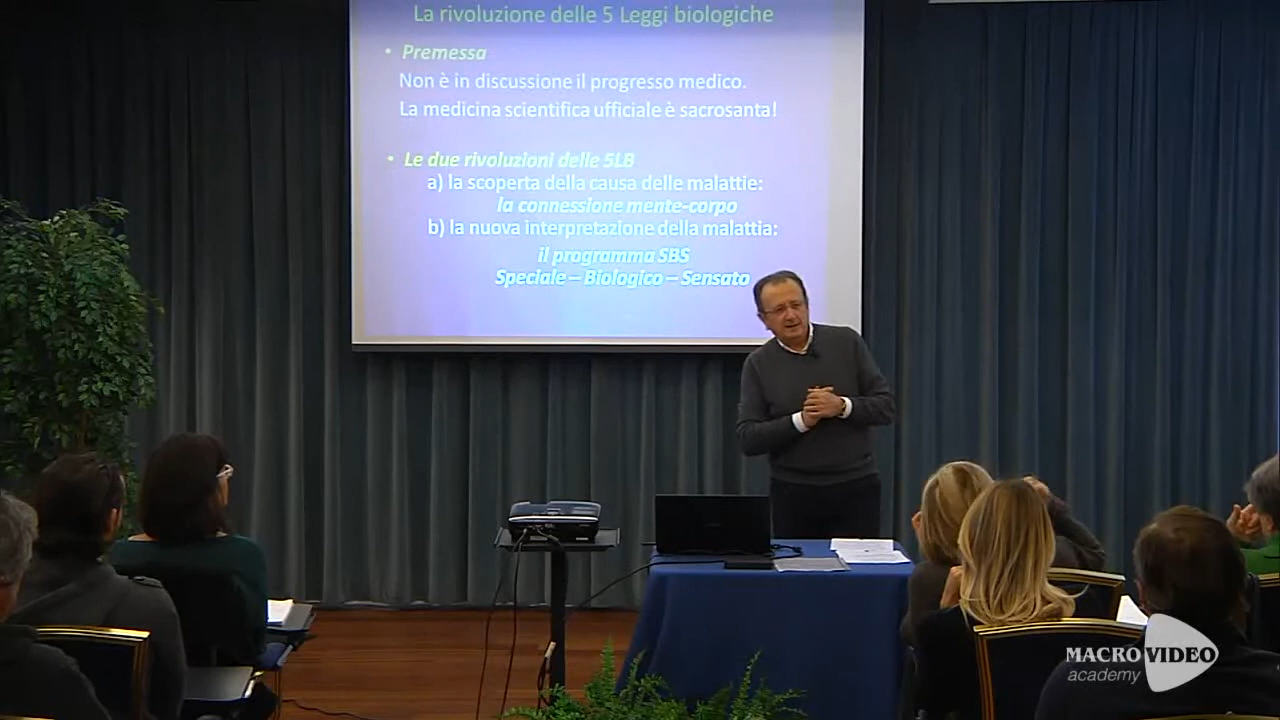 La rivoluzione delle 5 Leggi biologiche
• Premessa
Non è in discussione il progresso medico.
La medicina scientifica ufficiale è sacrosanta!
• Le due rivoluzioni delle 5LB
a) la scoperta della causa delle malattie:
la connessione mente-corpo
b) la nuova interpretazione della malattia:
il programma SBS
Speciale – Biologico – Sensato
MACRO VIDEO
academy